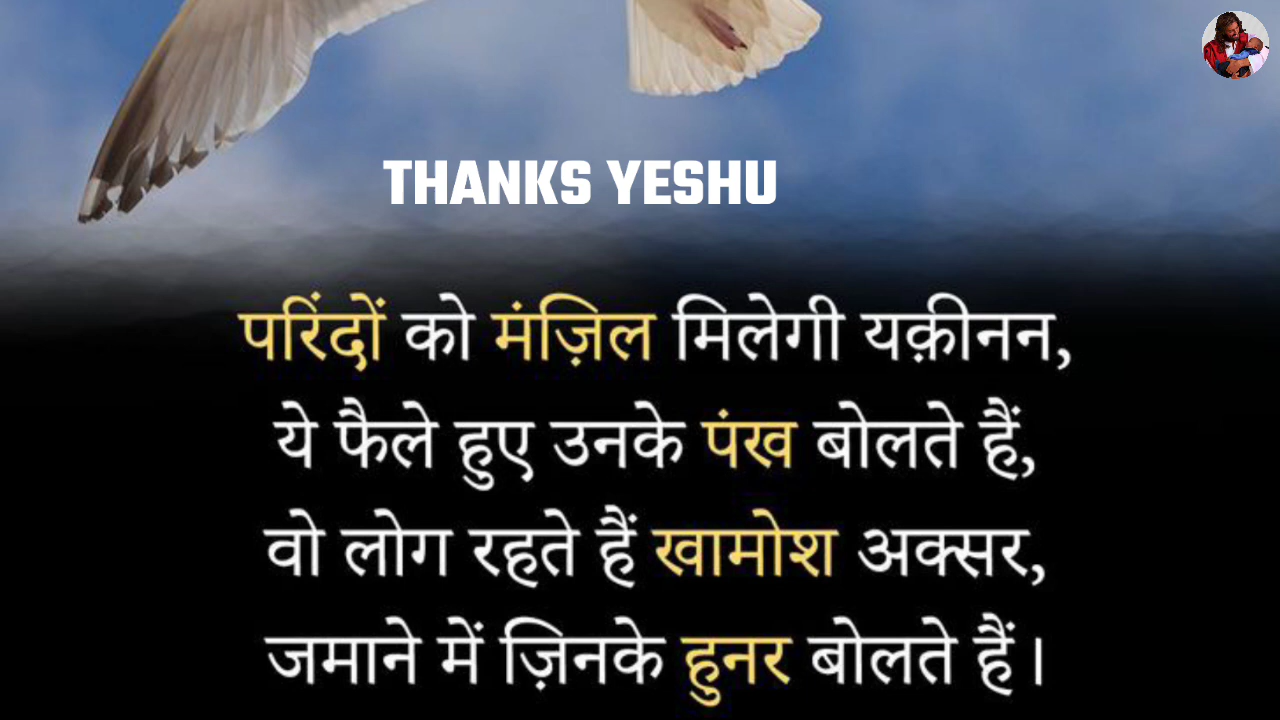 THANKS YESHU
परिंदों को मंज़िल मिलेगी यक़ीनन,
ये फैले हुए उनके पंख बोलते हैं,
वो लोग रहते हैं खामोश अक्सर,
जमाने में ज़िनके हुनर बोलते हैं।